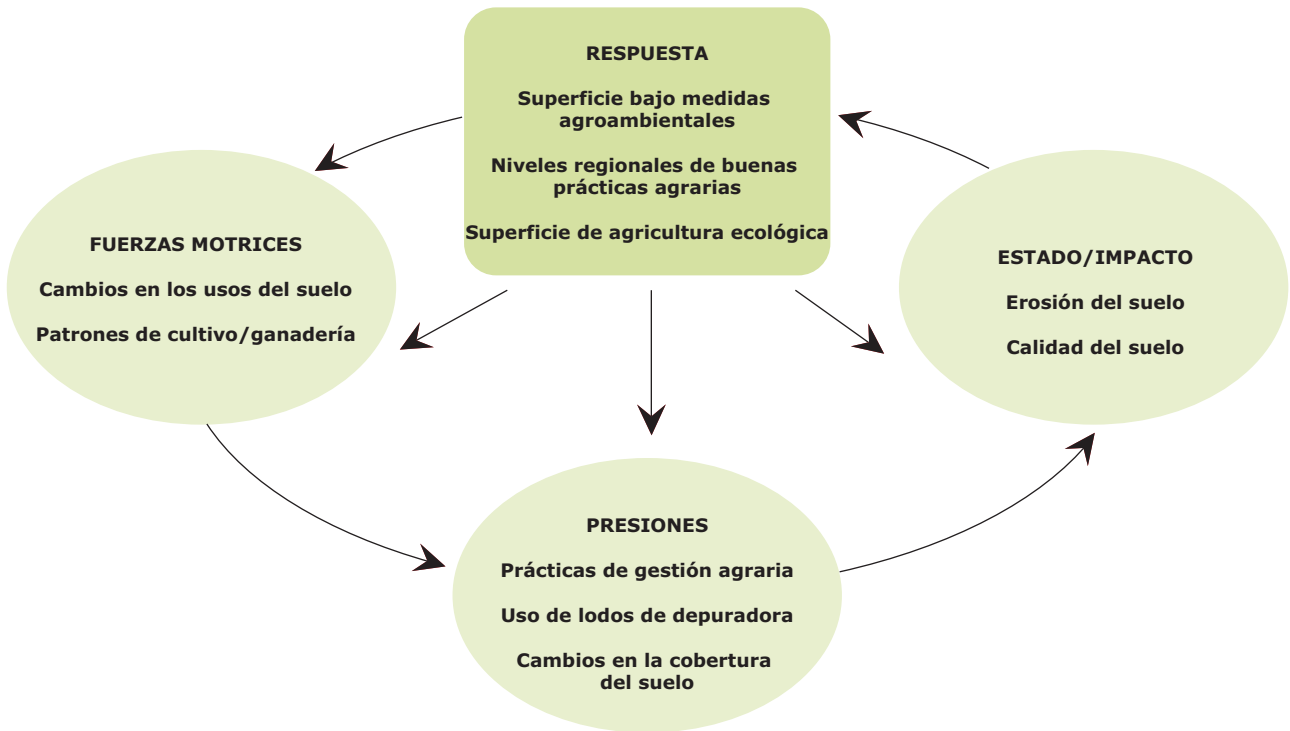 RESPUESTA
Superficie bajo medidas
agroambientales
Niveles regionales de buenas
prácticas agrarias
Superficie de agricultura ecológica
FUERZAS MOTRICES
Cambios en los usos del suelo
Patrones de cultivo/ganadería
ESTADO/IMPACTO
Erosión del suelo
Calidad del suelo
PRESIONES
Prácticas de gestión agraria
Uso de lodos de depuradora
Cambios en la cobertura
del suelo